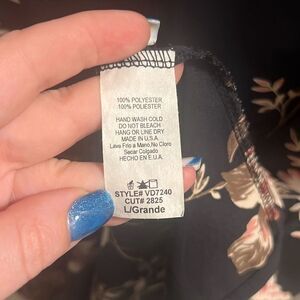 100% POLYESTER
100% POLYESTER
HAND WASH COLD
DO NOT BLEACH
HANG OR LINE DRY
MADE IN U.S.A.
Lave Frio a Mano,No Cloro
Secar Colgado
HECHO EN E.U.A.
STYLE# VD7240
CUT# 2825
L/Grande